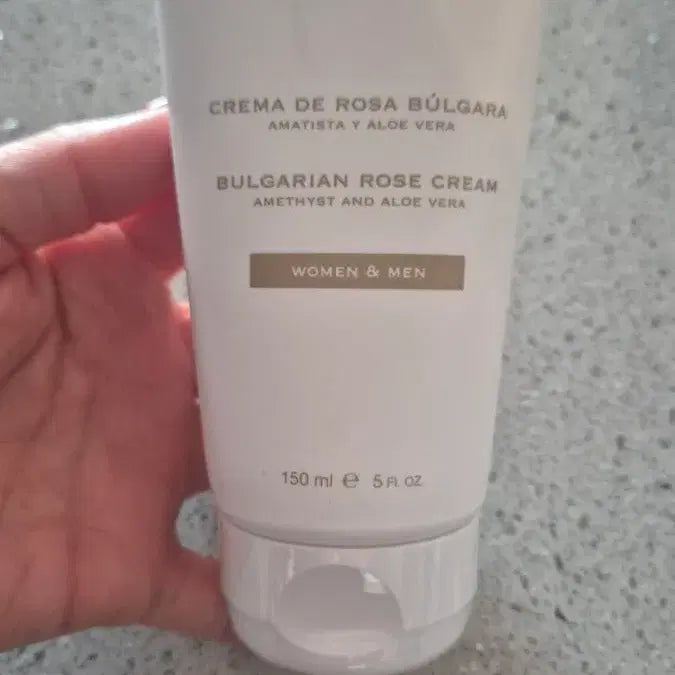 CREMA DE ROSA BÚLGARA
AMATISTA Y ALOE VERA
BULGARIAN ROSE CREAM
AMETHYST AND ALOE VERA
WOMEN & MEN
150 ml ℮ 5 FL OZ